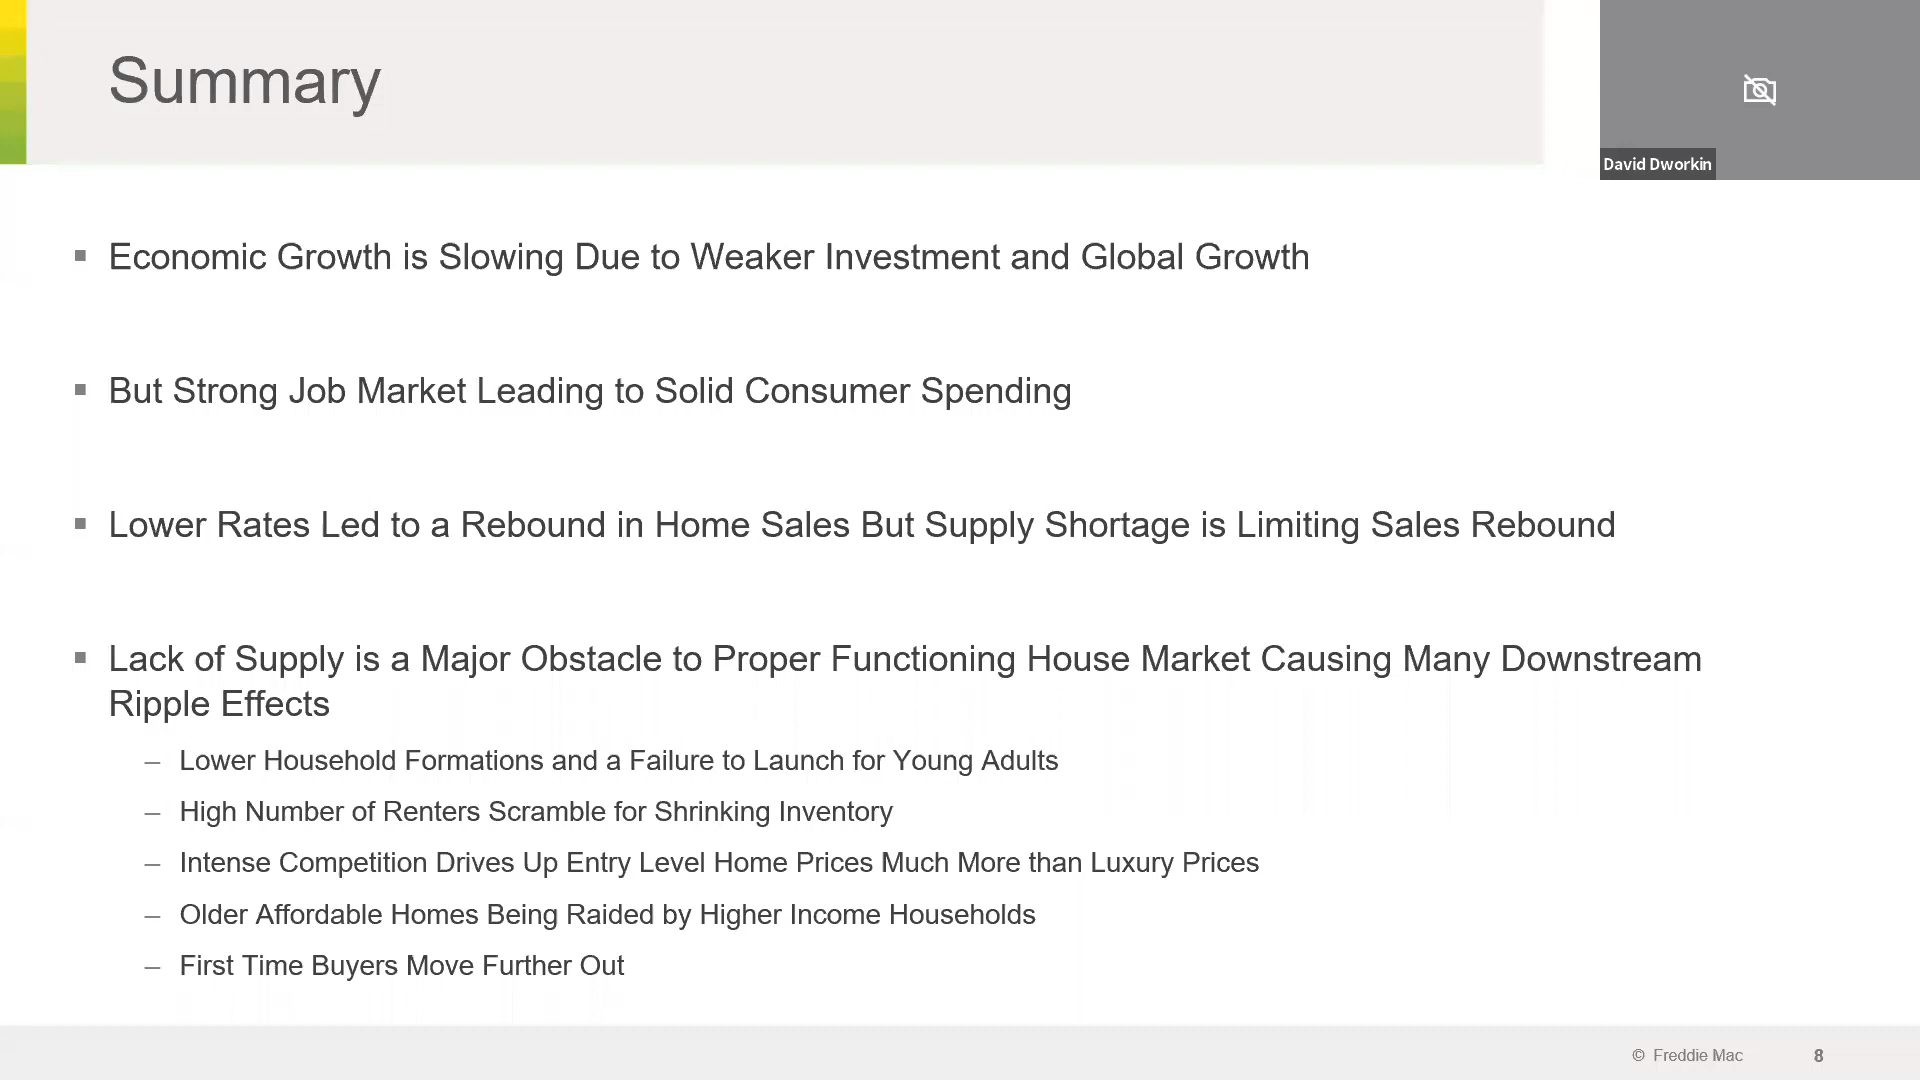 Summary
David Dworkin
▪ Economic Growth is Slowing Due to Weaker Investment and Global Growth
▪ But Strong Job Market Leading to Solid Consumer Spending
▪ Lower Rates Led to a Rebound in Home Sales But Supply Shortage is Limiting Sales Rebound
▪ Lack of Supply is a Major Obstacle to Proper Functioning House Market Causing Many Downstream
Ripple Effects
– Lower Household Formations and a Failure to Launch for Young Adults
– High Number of Renters Scramble for Shrinking Inventory
– Intense Competition Drives Up Entry Level Home Prices Much More than Luxury Prices
– Older Affordable Homes Being Raided by Higher Income Households
– First Time Buyers Move Further Out
© Freddie Mac 8